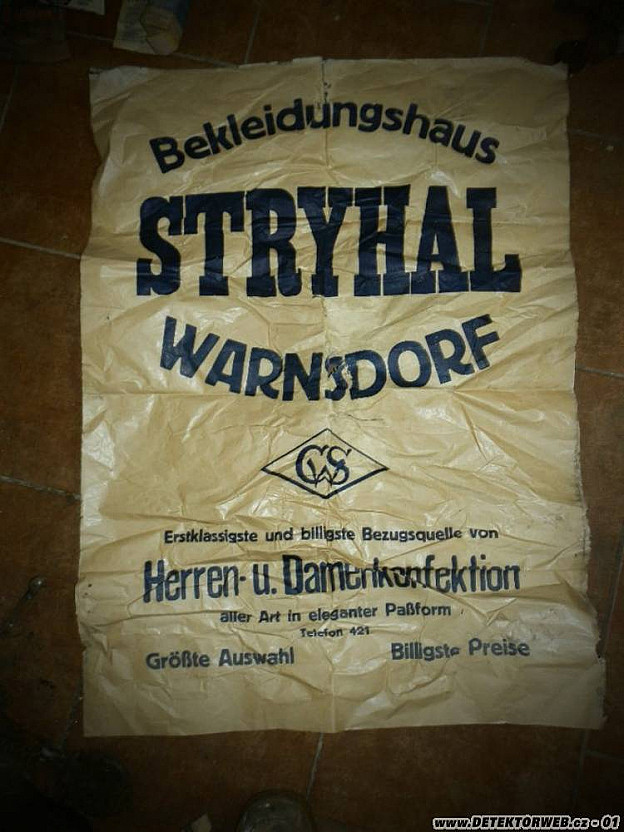 Bekleidungshaus
STRYHAL
WARNSDORF
CWS
Erstklassigste und billigste Bezugsquelle von
Herren- u. Damenkonfektion
aller Art in eleganter Paßform
Telefon 421
Größte Auswahl
Billigste Preise
www.DETEKTORWEB.cz - 01